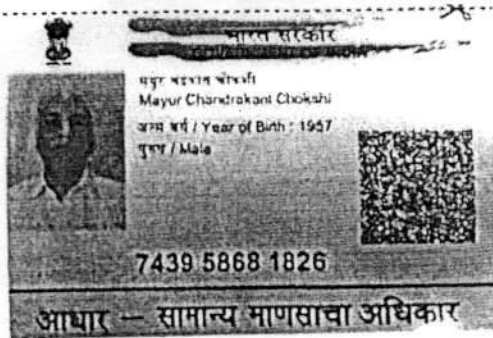 भारत सरकार
Mayur Chandrakant Chokshi
जन्म वर्ष / Year of Birth : 1957
पुरुष / Male
7439 5868 1826
आधार — सामान्य माणसाचा अधिकार